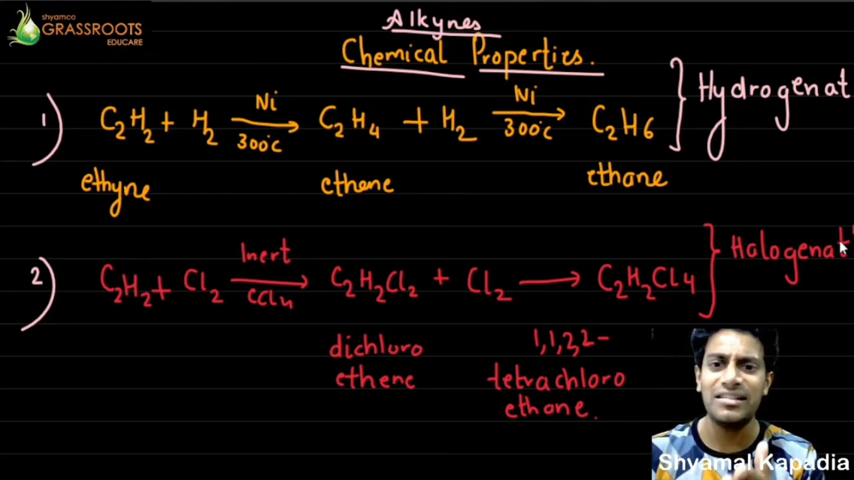 shyamco
GRASSROOTS
EDUCARE
Alkynes
Chemical Properties.
1) C₂H₂ + H₂ Ni 300°C → C₂H₄ + H₂ Ni 300°C → C₂H6 } Hydrogenat
ethyne ethene ethane
2) C₂H₂ + Cl₂ Inert CCl₄ → C₂H₂Cl₂ + Cl₂ → C₂H₂Cl₄ } Halogenat
dichloro 1,1,2,2-
ethene tetrachloro
ethane.
Shyamal Kapadia